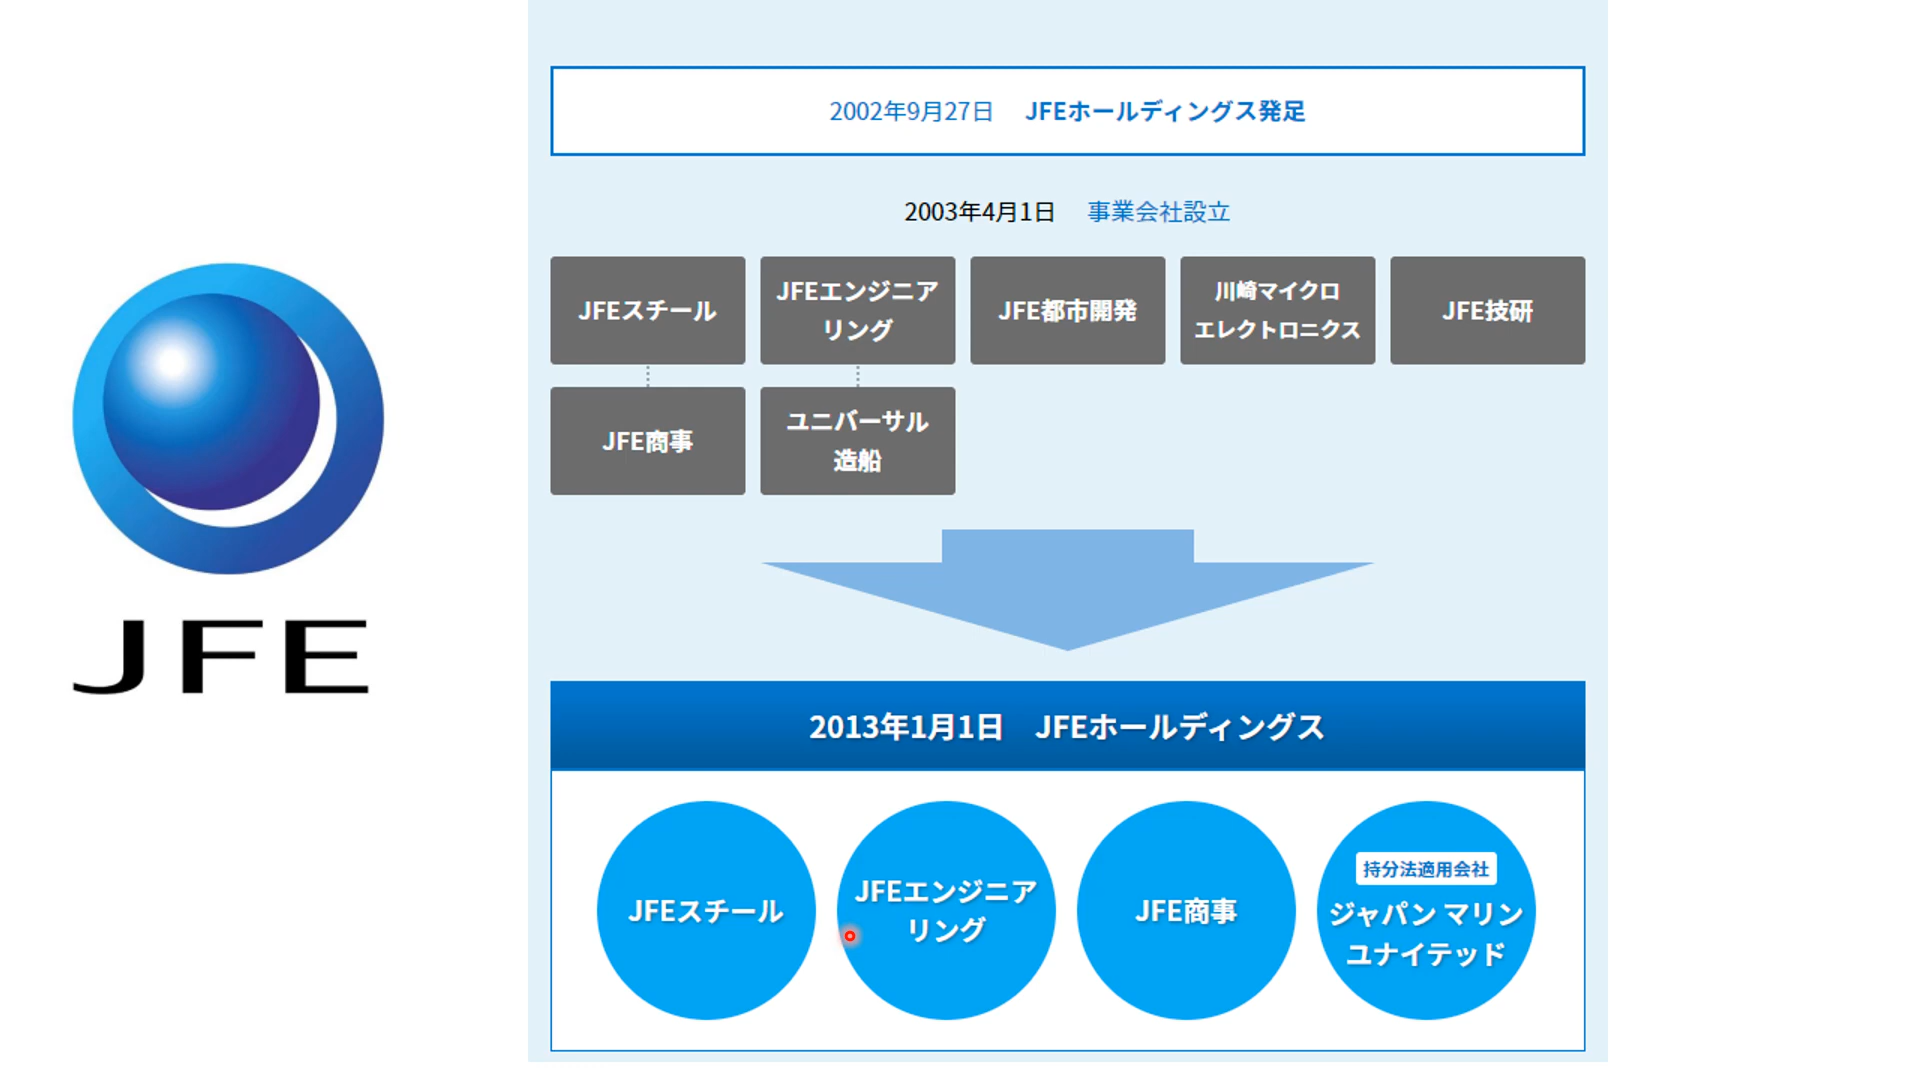 JFE
2002年9月27日 JFEホールディングス発足
2003年4月1日 事業会社設立
JFEスチール
JFEエンジニア
リング
JFE都市開発
川崎マイクロ
エレクトロニクス
JFE技研
JFE商事
ユニバーサル
造船
2013年1月1日 JFEホールディングス
JFEスチール
JFEエンジニア
リング
JFE商事
持分法適用会社
ジャパン マリン
ユナイテッド